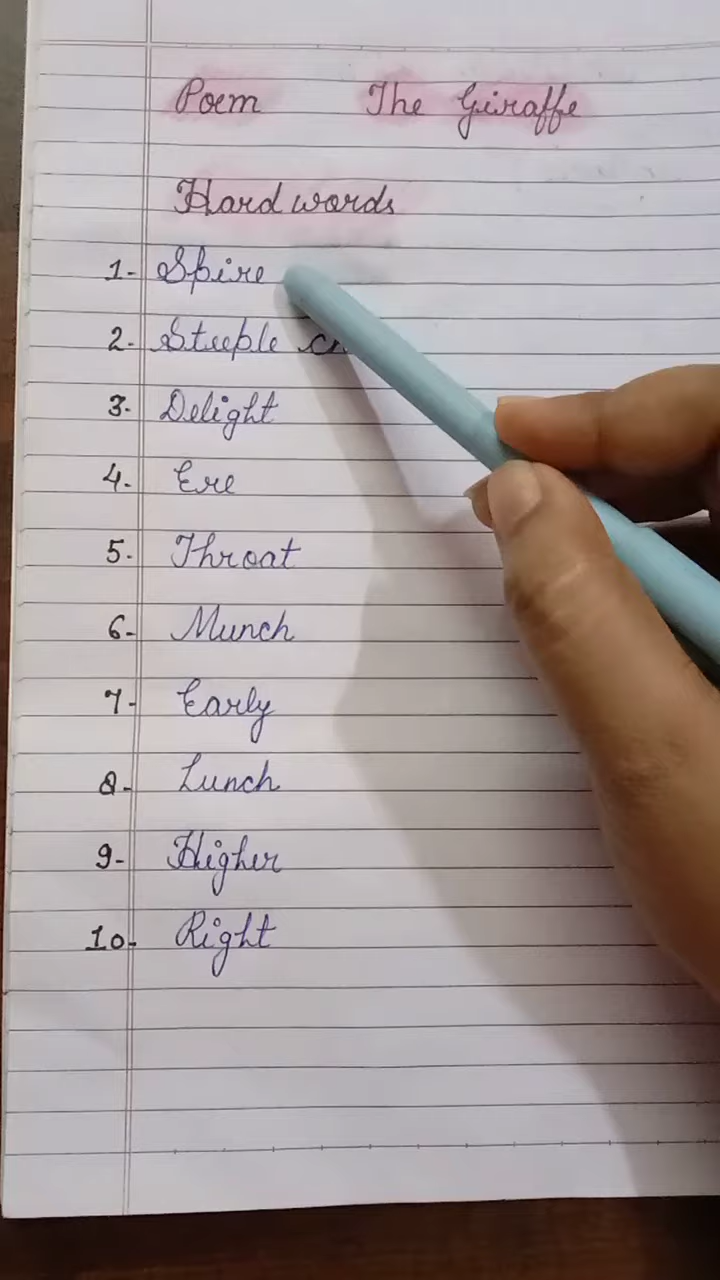 Poem The Giraffe
Hard words
1- Spire
2- Steeple
3- Delight
4- Ere
5- Throat
6- Munch
7- Early
8- Lunch
9- Higher
10- Right